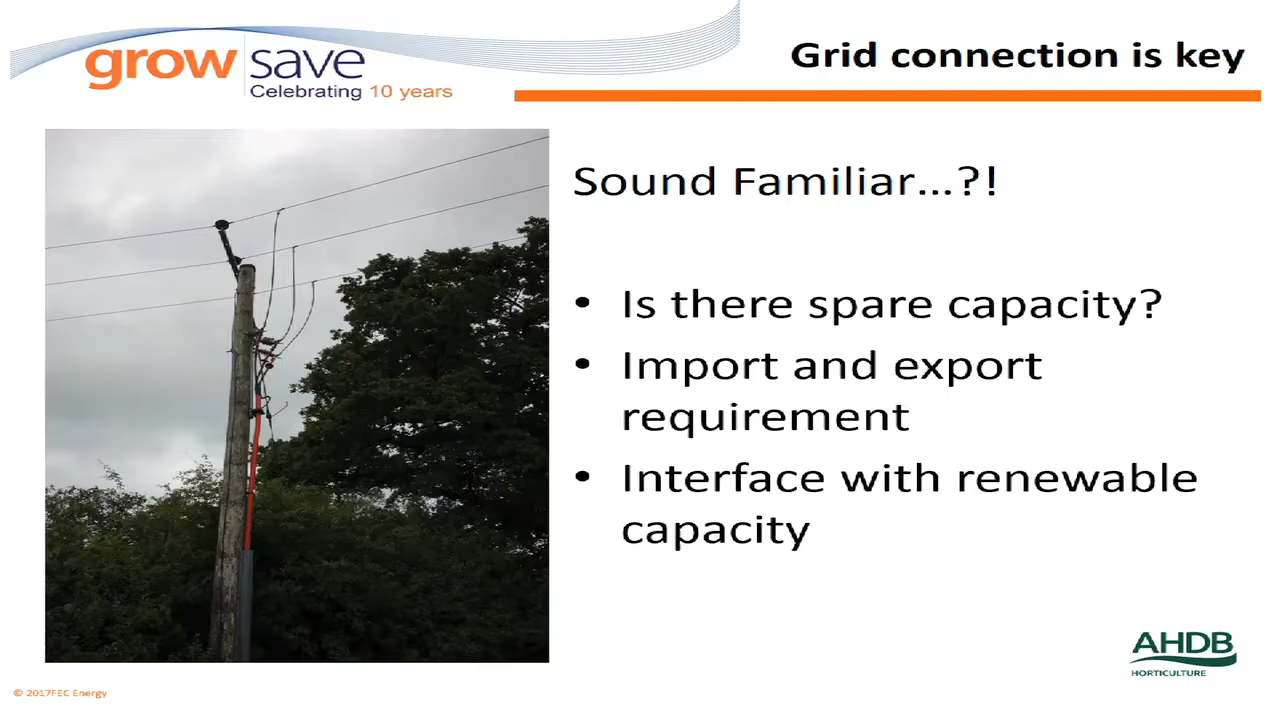 grow save
Celebrating 10 years
Grid connection is key
Sound Familiar...?!
• Is there spare capacity?
• Import and export
requirement
• Interface with renewable
capacity
AHDB
HORTICULTURE
© 2017FEC Energy